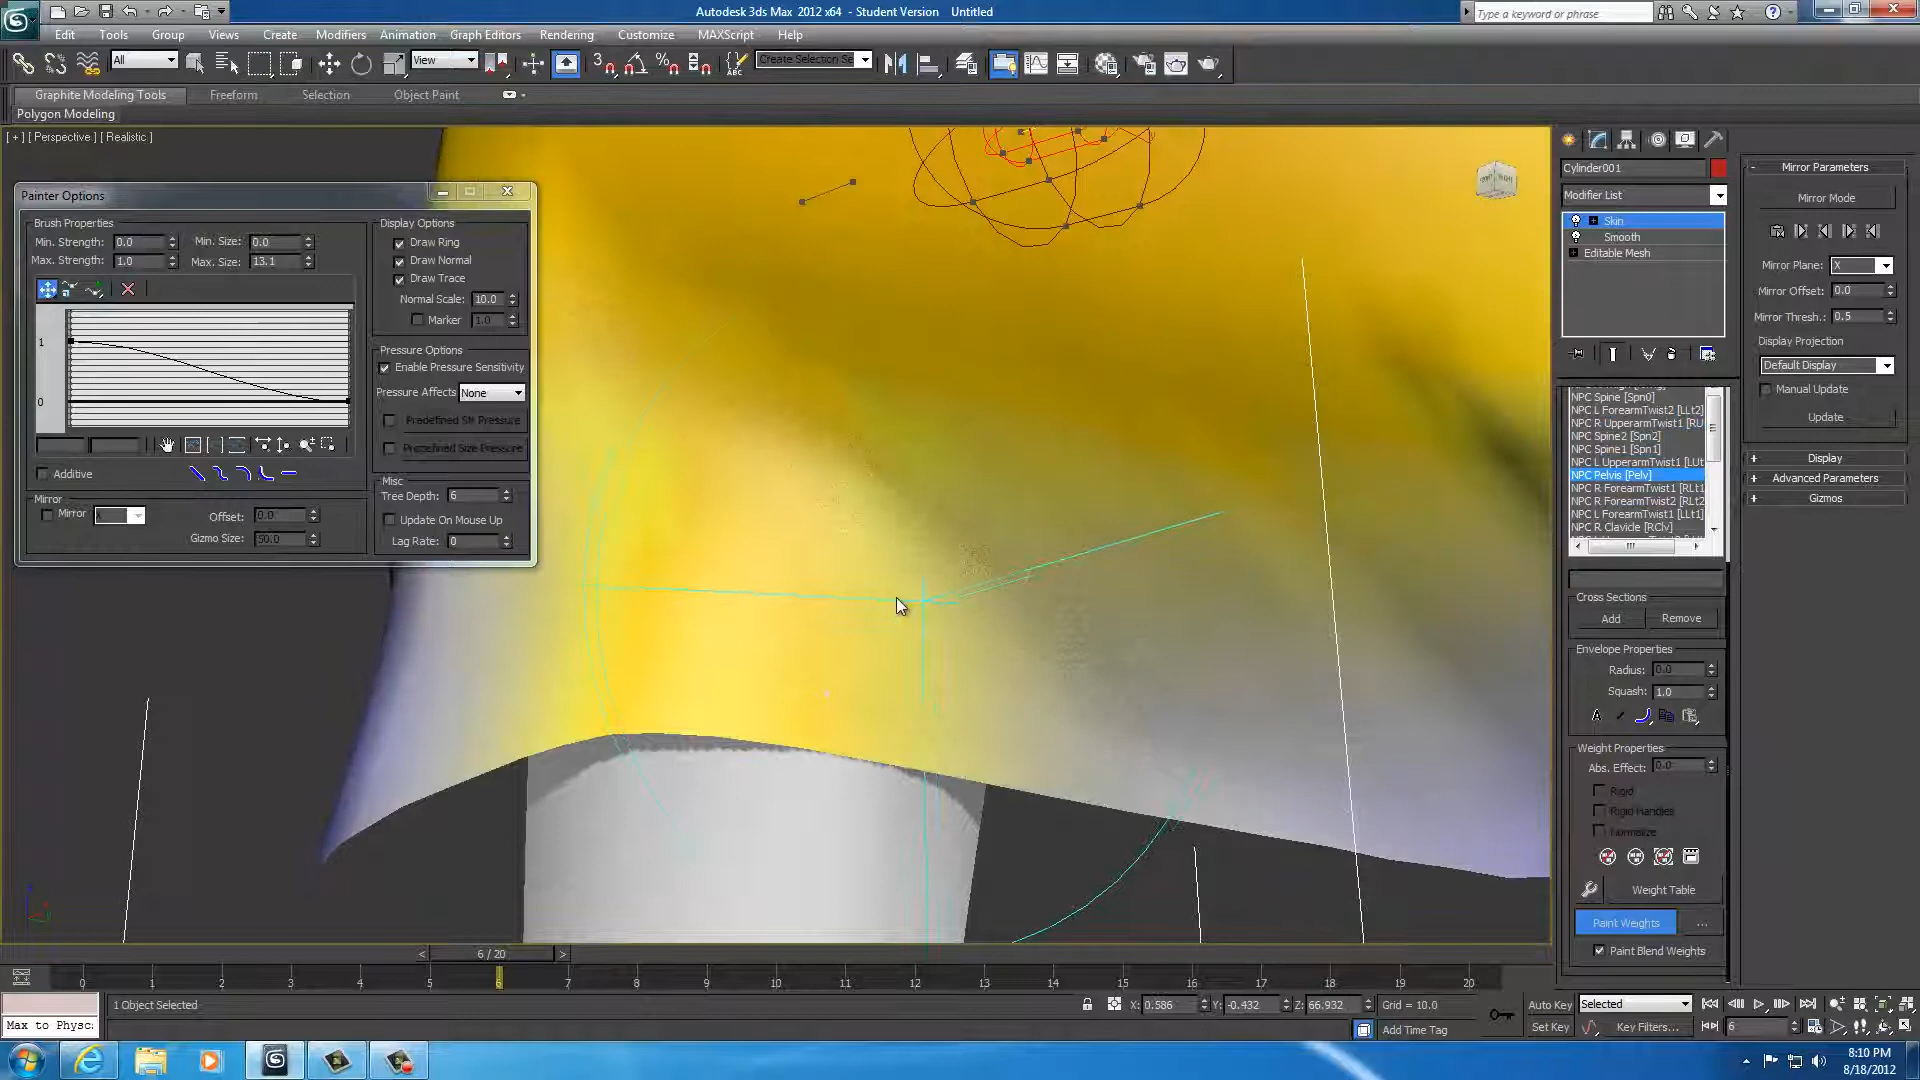 Autodesk 3ds Max 2012 x64 - Student Version Untitled
Type a keyword or phrase
Edit Tools Group Views Create Modifiers Animation Graph Editors Rendering Customize MAXScript Help
All
View
Create Selection Se
Graphite Modeling Tools Freeform Selection Object Paint
Polygon Modeling
[ + ] [ Perspective ] [ Realistic ]
Painter Options
Brush Properties
Min. Strength: 0.0 Min. Size: 0.0
Max. Strength: 1.0 Max. Size: 13.1
1
0
Additive
Mirror
Mirror X Offset: 0.0
Gizmo Size: 50.0
Display Options
Draw Ring
Draw Normal
Draw Trace
Normal Scale: 10.0
Marker 1.0
Pressure Options
Enable Pressure Sensitivity
Pressure Affects None
Predefined Str Pressure
Predefined Size Pressure
Misc
Tree Depth: 6
Update On Mouse Up
Lag Rate: 0
Cylinder001
Modifier List
Skin
Smooth
Editable Mesh
NPC Spine [Spn0]
NPC L ForearmTwist2 [LLt2]
NPC R UpperarmTwist1 [RU
NPC Spine2 [Spn2]
NPC Spine1 [Spn1]
NPC L UpperarmTwist1 [LUt
NPC Pelvis [Pelv]
NPC R ForearmTwist1 [RLt1
NPC R ForearmTwist2 [RLt2
NPC L ForearmTwist1 [LLt1]
NPC R Clavicle [RClv]
Cross Sections
Add Remove
Envelope Properties
Radius: 0.0
Squash: 1.0
Weight Properties
Abs. Effect: 0.0
Rigid
Rigid Handles
Normalize
Weight Table
Paint Weights ...
Paint Blend Weights
Mirror Parameters
Mirror Mode
Mirror Plane: X
Mirror Offset: 0.0
Mirror Thresh.: 0.5
Display Projection
Default Display
Manual Update
Update
Display
Advanced Parameters
Gizmos
< 6 / 20 >
0 1 2 3 4 5 6 7 8 9 10 11 12 13 14 15 16 17 18 19 20
1 Object Selected
X: 0.586 Y: -0.432 Z: 66.932 Grid = 10.0
Auto Key Selected
Max to Physc:
Add Time Tag
Set Key Key Filters... 6
8:10 PM
8/18/2012